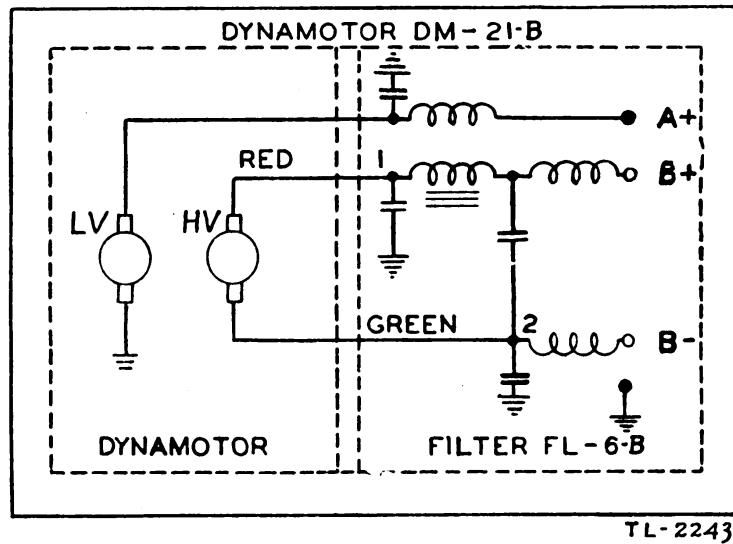 DYNAMOTOR DM-21-B
A+
RED
1
B+
LV
HV
GREEN
2
B-
DYNAMOTOR
FILTER FL-6-B
TL-2243